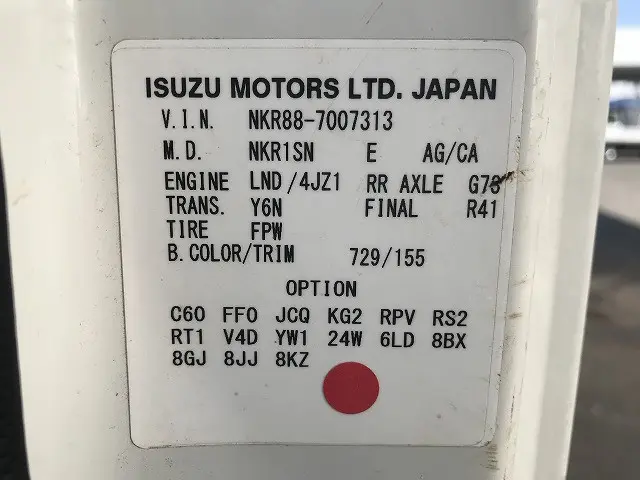 ISUZU MOTORS LTD. JAPAN
V.I.N. NKR88-7007313
M.D. NKR1SN E AG/CA
ENGINE LND/4JZ1 RR AXLE G73
TRANS. Y6N FINAL R41
TIRE FPW
B.COLOR/TRIM 729/155
OPTION
C60 FF0 JCQ KG2 RPV RS2
RT1 V4D YW1 24W 6LD 8BX
8GJ 8JJ 8KZ